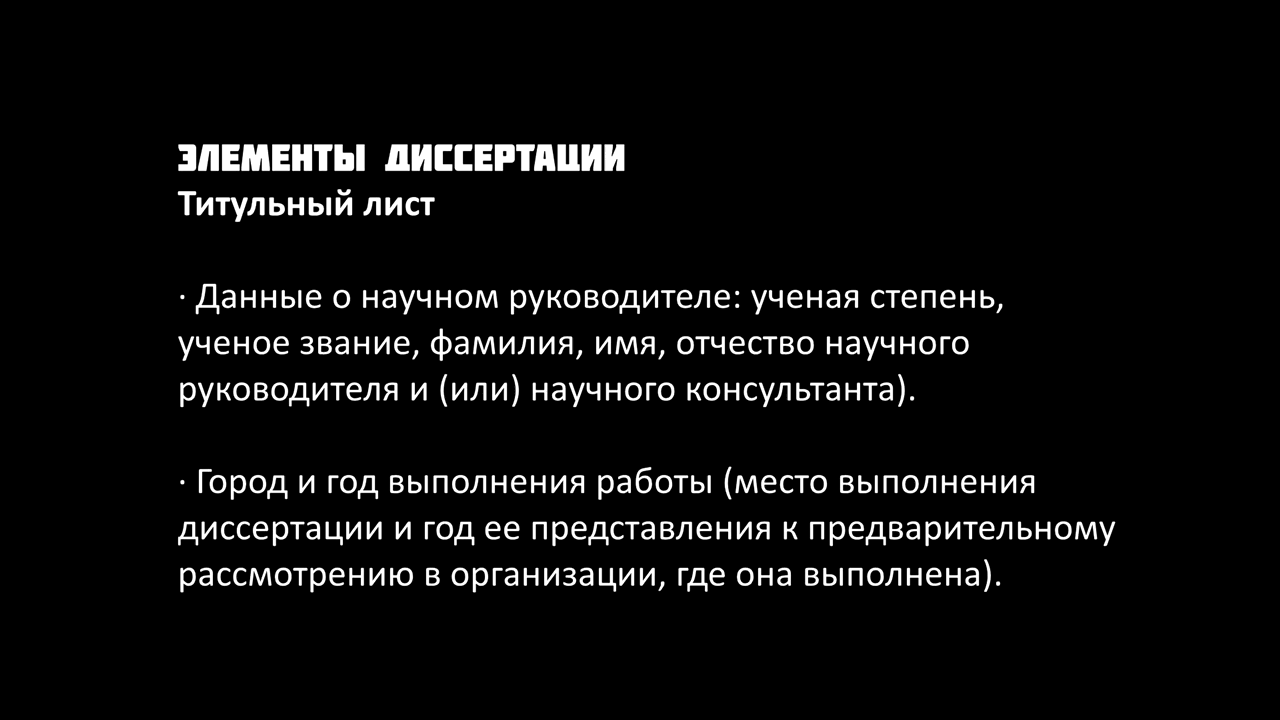 ЭЛЕМЕНТЫ ДИССЕРТАЦИИ
Титульный лист
· Данные о научном руководителе: ученая степень,
ученое звание, фамилия, имя, отчество научного
руководителя и (или) научного консультанта).
· Город и год выполнения работы (место выполнения
диссертации и год ее представления к предварительному
рассмотрению в организации, где она выполнена).